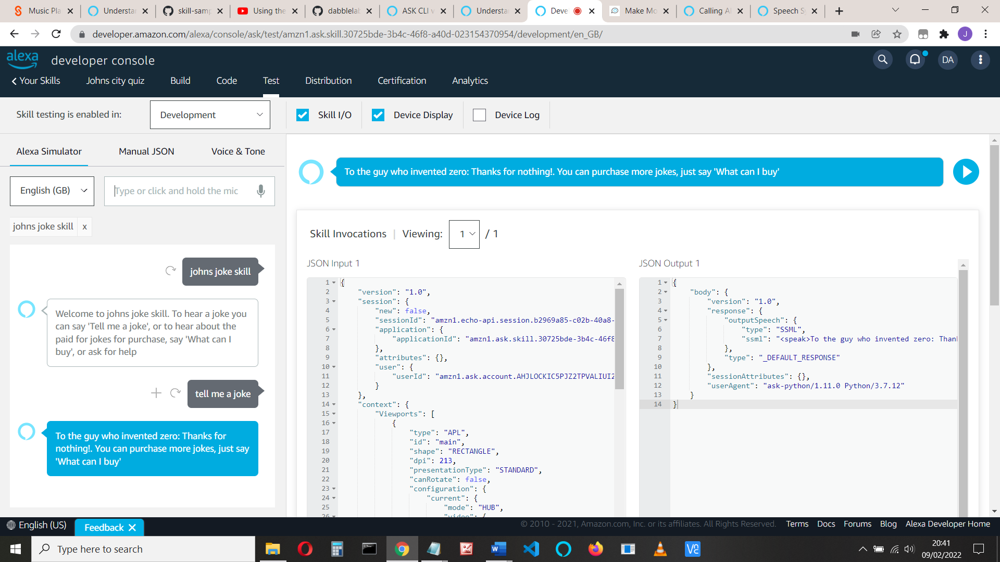 Music Pla
Understa
skill-samp
Using the
dabblelab
ASK CLI v
Understa
Deve
Make Mo
Calling A
Speech S
developer.amazon.com/alexa/console/ask/test/amzn1.ask.skill.30725bde-3b4c-46f8-a40d-023154370954/development/en_GB/
J
alexa developer console
DA
Your Skills
Johns city quiz
Build
Code
Test
Distribution
Certification
Analytics
Skill testing is enabled in:
Development
Skill I/O
Device Display
Device Log
Alexa Simulator
Manual JSON
Voice & Tone
English (GB)
Type or click and hold the mic
johns joke skill x
johns joke skill
Welcome to johns joke skill. To hear a joke you
can say 'Tell me a joke', or to hear about the
paid for jokes for purchase, say 'What can I
buy', or ask for help
tell me a joke
To the guy who invented zero: Thanks for
nothing!. You can purchase more jokes, just say
'What can I buy'
To the guy who invented zero: Thanks for nothing!. You can purchase more jokes, just say 'What can I buy'
Skill Invocations | Viewing: 1 / 1
JSON Input 1
1 {
2 "version": "1.0",
3 "session": {
4 "new": false,
5 "sessionId": "amzn1.echo-api.session.b2969a85-c02b-40a8-
6 "application": {
7 "applicationId": "amzn1.ask.skill.30725bde-3b4c-46f8
8 },
9 "attributes": {},
10 "user": {
11 "userId": "amzn1.ask.account.AHJLOCKIC5PJZ2TPVALIUI2
12 }
13 },
14 "context": {
15 "Viewports": [
16 {
17 "type": "APL",
18 "id": "main",
19 "shape": "RECTANGLE",
20 "dpi": 213,
21 "presentationType": "STANDARD",
22 "canRotate": false,
23 "configuration": {
24 "current": {
25 "mode": "HUB",
26 "video": {
JSON Output 1
1 {
2 "body": {
3 "version": "1.0",
4 "response": {
5 "outputSpeech": {
6 "type": "SSML",
7 "ssml": "<speak>To the guy who invented zero: Than
8 },
9 "type": "_DEFAULT_RESPONSE"
10 },
11 "sessionAttributes": {},
12 "userAgent": "ask-python/1.11.0 Python/3.7.12"
13 }
14 }
English (US)
Feedback
© 2010 - 2021, Amazon.com, Inc. or its affiliates. All Rights Reserved.
Terms
Docs
Forums
Blog
Alexa Developer Home
Type here to search
20:41
09/02/2022